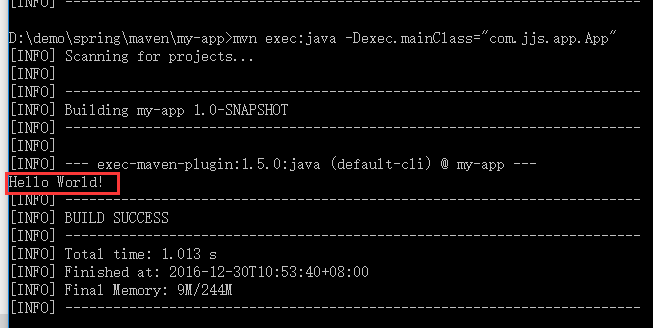 [INFO] ------------------------------------------------------------------------
D:\demo\spring\maven\my-app>mvn exec:java -Dexec.mainClass="com.jjs.app.App"
[INFO] Scanning for projects...
[INFO]
[INFO] ------------------------------------------------------------------------
[INFO] Building my-app 1.0-SNAPSHOT
[INFO] ------------------------------------------------------------------------
[INFO]
[INFO] --- exec-maven-plugin:1.5.0:java (default-cli) @ my-app ---
Hello World!
[INFO] ------------------------------------------------------------------------
[INFO] BUILD SUCCESS
[INFO] ------------------------------------------------------------------------
[INFO] Total time: 1.013 s
[INFO] Finished at: 2016-12-30T10:53:40+08:00
[INFO] Final Memory: 9M/244M
[INFO] ------------------------------------------------------------------------